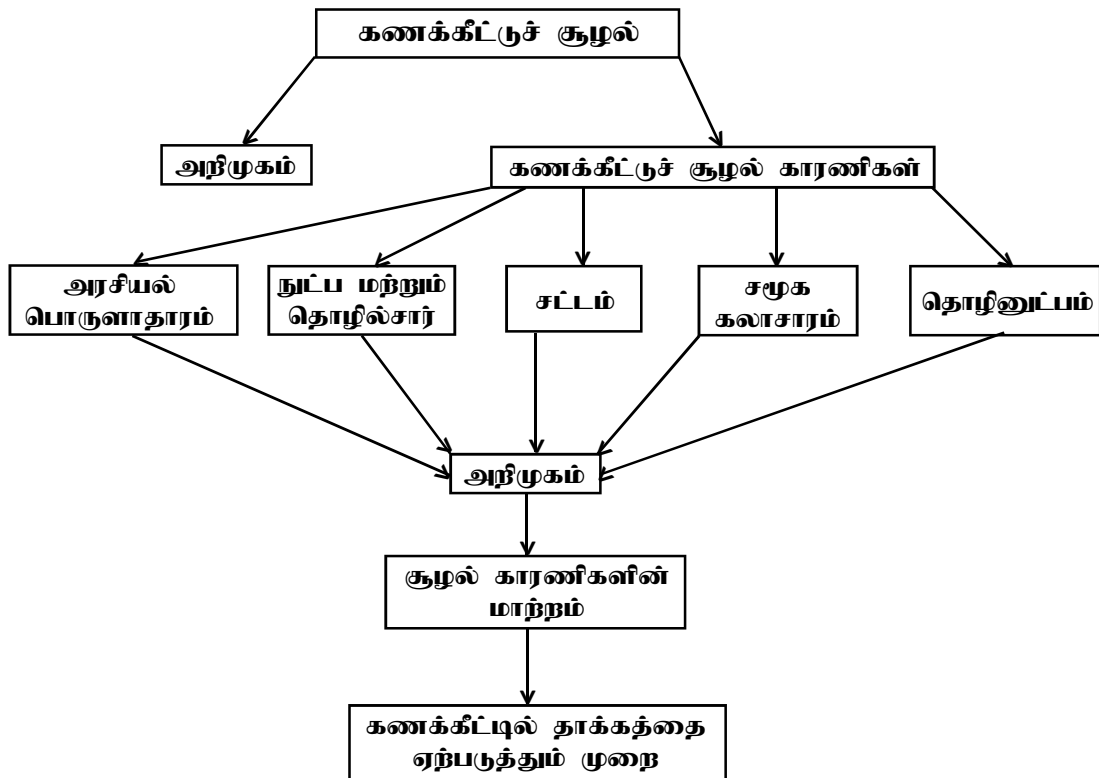 கணக்கீட்டுச் சூழல்
அறிமுகம்
கணக்கீட்டுச் சூழல் காரணிகள்
அரசியல்
பொருளாதாரம்
நுட்ப மற்றும்
தொழில்சார்
சட்டம்
சமூக
கலாசாரம்
தொழினுட்பம்
அறிமுகம்
சூழல் காரணிகளின்
மாற்றம்
கணக்கீட்டில் தாக்கத்தை
ஏற்படுத்தும் முறை